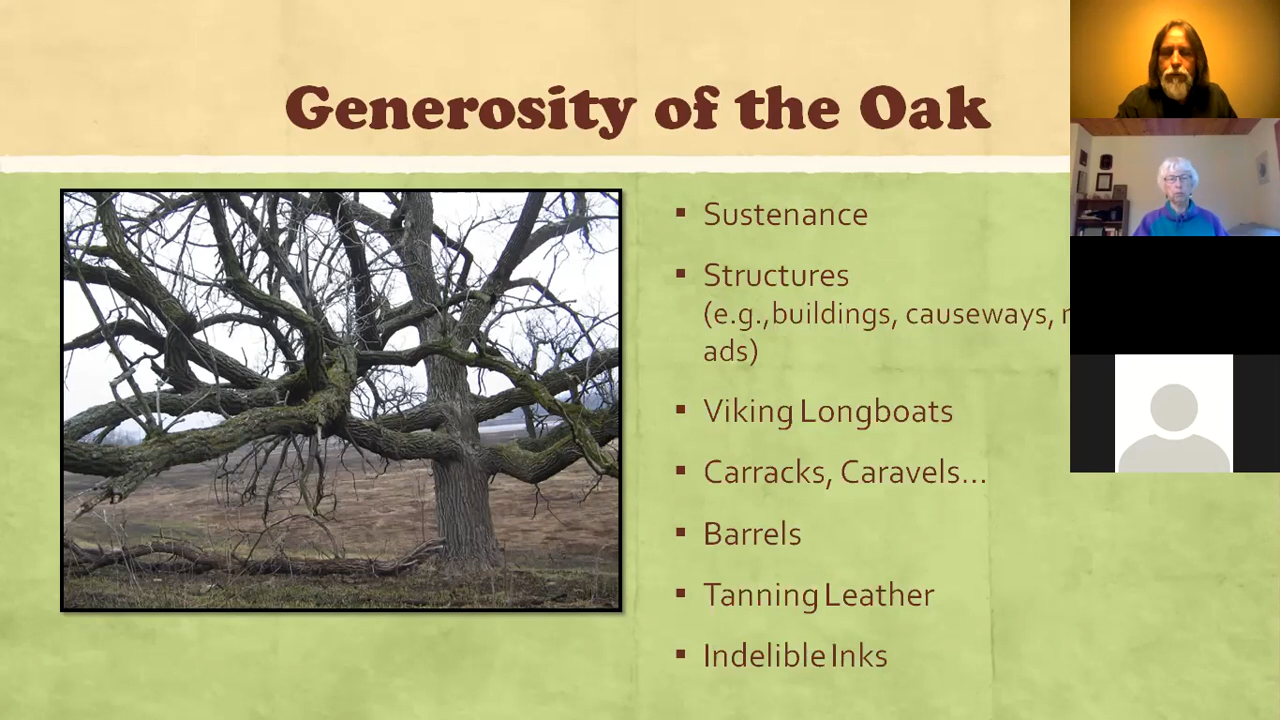 Generosity of the Oak
▪ Sustenance
▪ Structures
(e.g.,buildings, causeways, r
ads)
▪ Viking Longboats
▪ Carracks, Caravels...
▪ Barrels
▪ Tanning Leather
▪ Indelible Inks